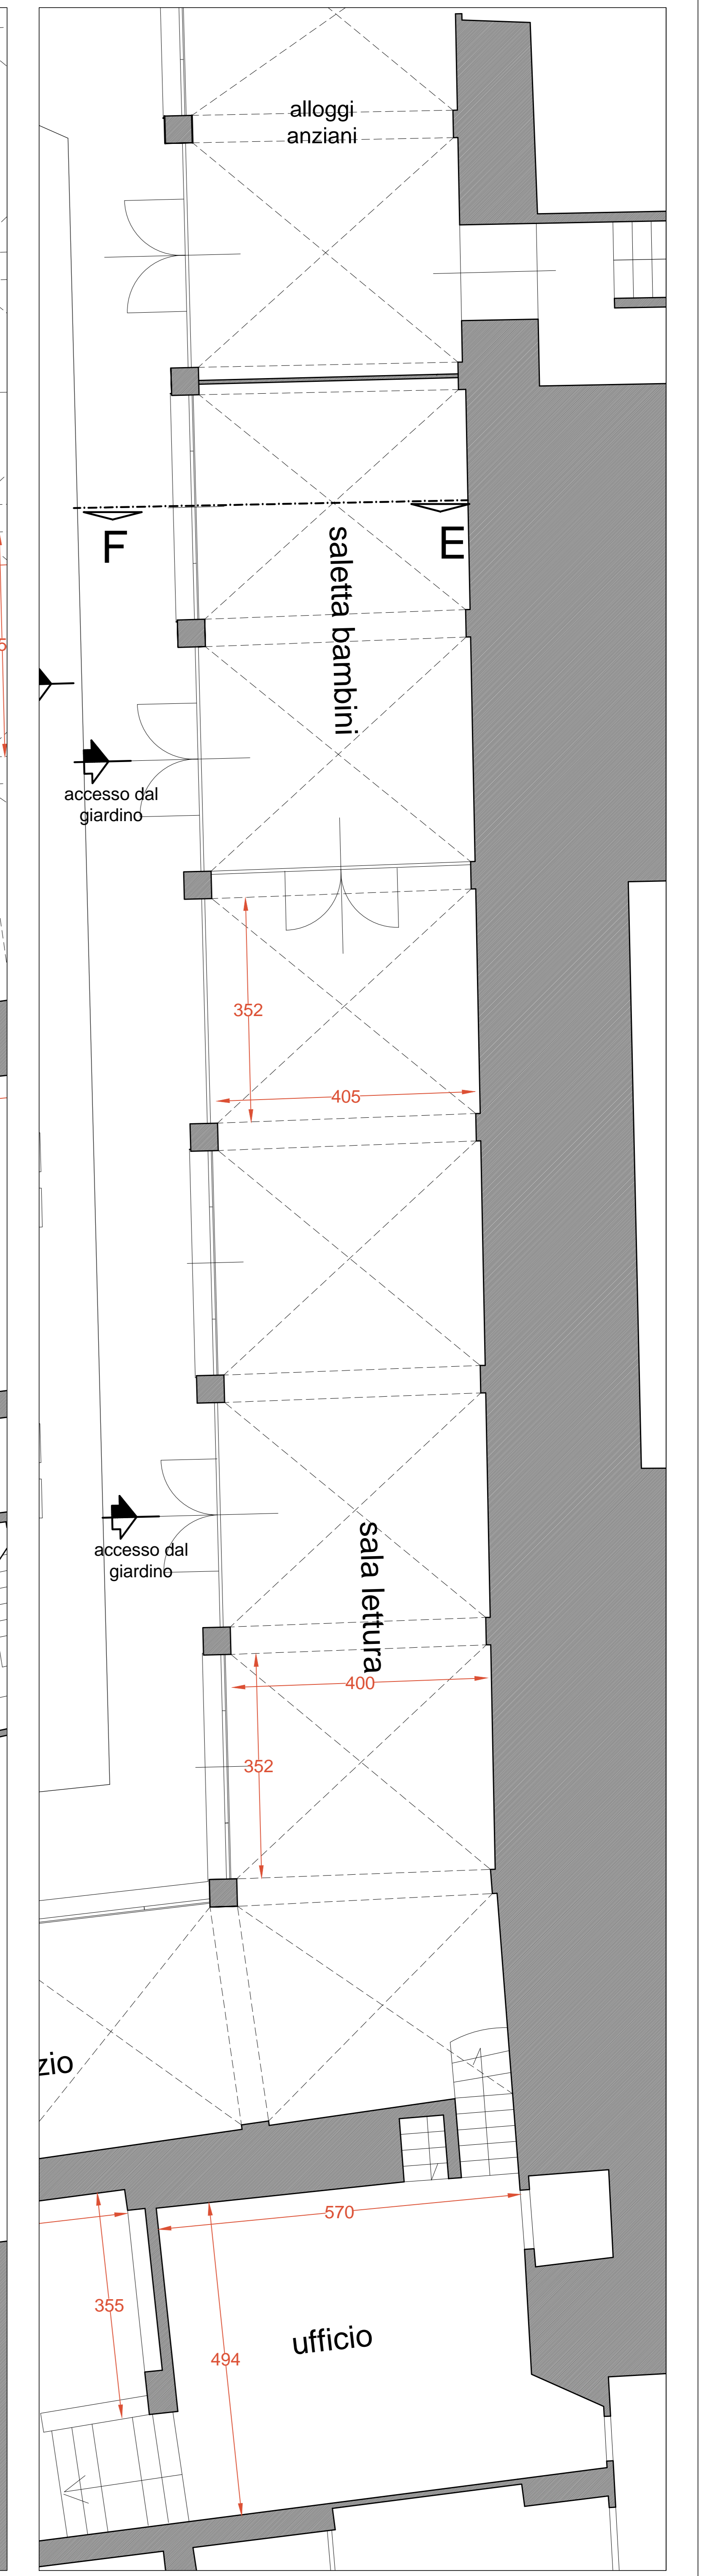 alloggi
anziani
F
E
saletta bambini
accesso dal
giardino
352
405
accesso dal
giardino
sala lettura
400
352
zio
570
355
494
ufficio